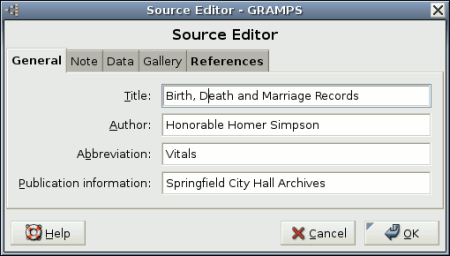 Source Editor - GRAMPS
Source Editor
General Note Data Gallery References
Title: Birth, Death and Marriage Records
Author: Honorable Homer Simpson
Abbreviation: Vitals
Publication information: Springfield City Hall Archives
Help Cancel OK